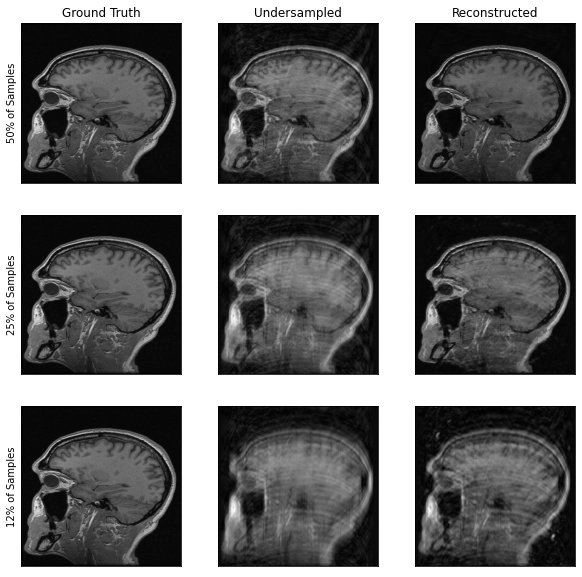 Ground Truth
Undersampled
Reconstructed
50% of Samples
25% of Samples
12% of Samples